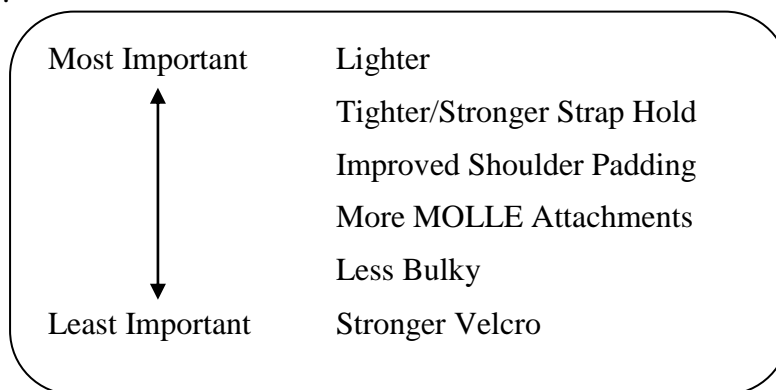 Most Important Lighter
Tighter/Stronger Strap Hold
Improved Shoulder Padding
More MOLLE Attachments
Less Bulky
Least Important Stronger Velcro